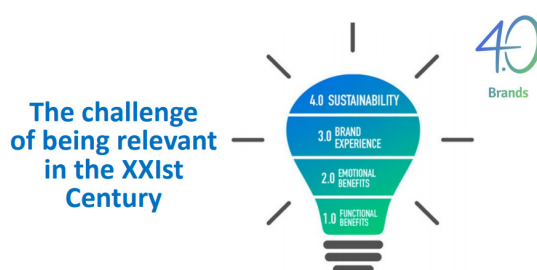 The challenge
of being relevant
in the XXIst
Century
4.0 SUSTAINABILITY
3.0 BRAND
EXPERIENCE
2.0 EMOTIONAL
BENEFITS
1.0 FUNCTIONAL
BENEFITS
4.0
Brands